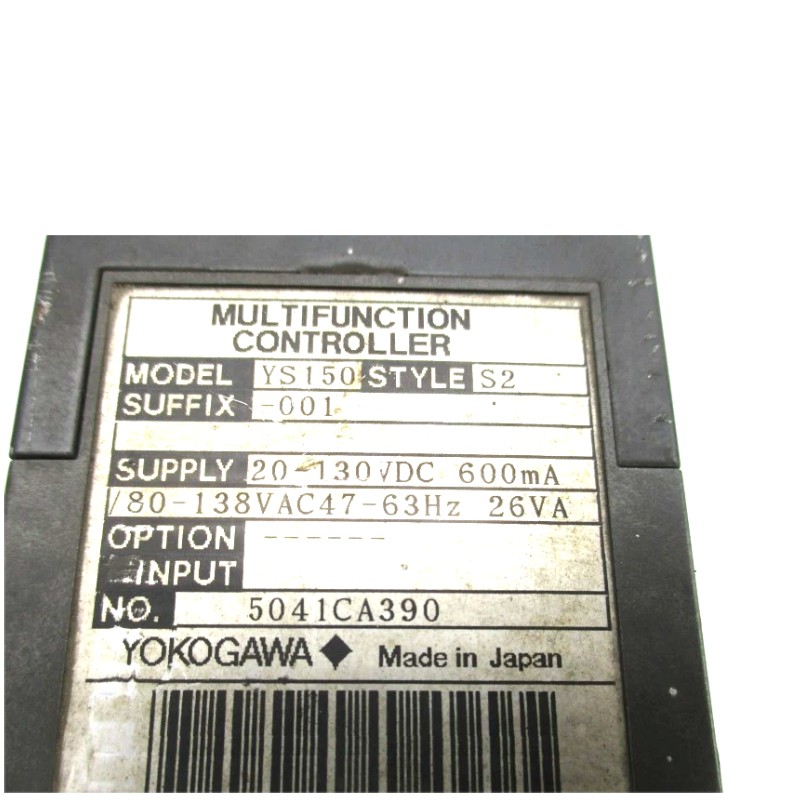 MULTIFUNCTION
CONTROLLER
MODEL YS150 STYLE S2
SUFFIX -001
SUPPLY 20-130VDC 600mA
/80-138VAC47-63Hz 26VA
OPTION ------
INPUT
NO. 5041CA390
YOKOGAWA Made in Japan